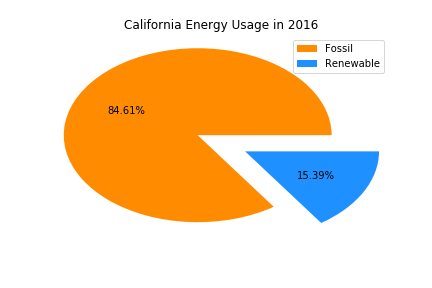 California Energy Usage in 2016
Fossil
Renewable
84.61%
15.39%